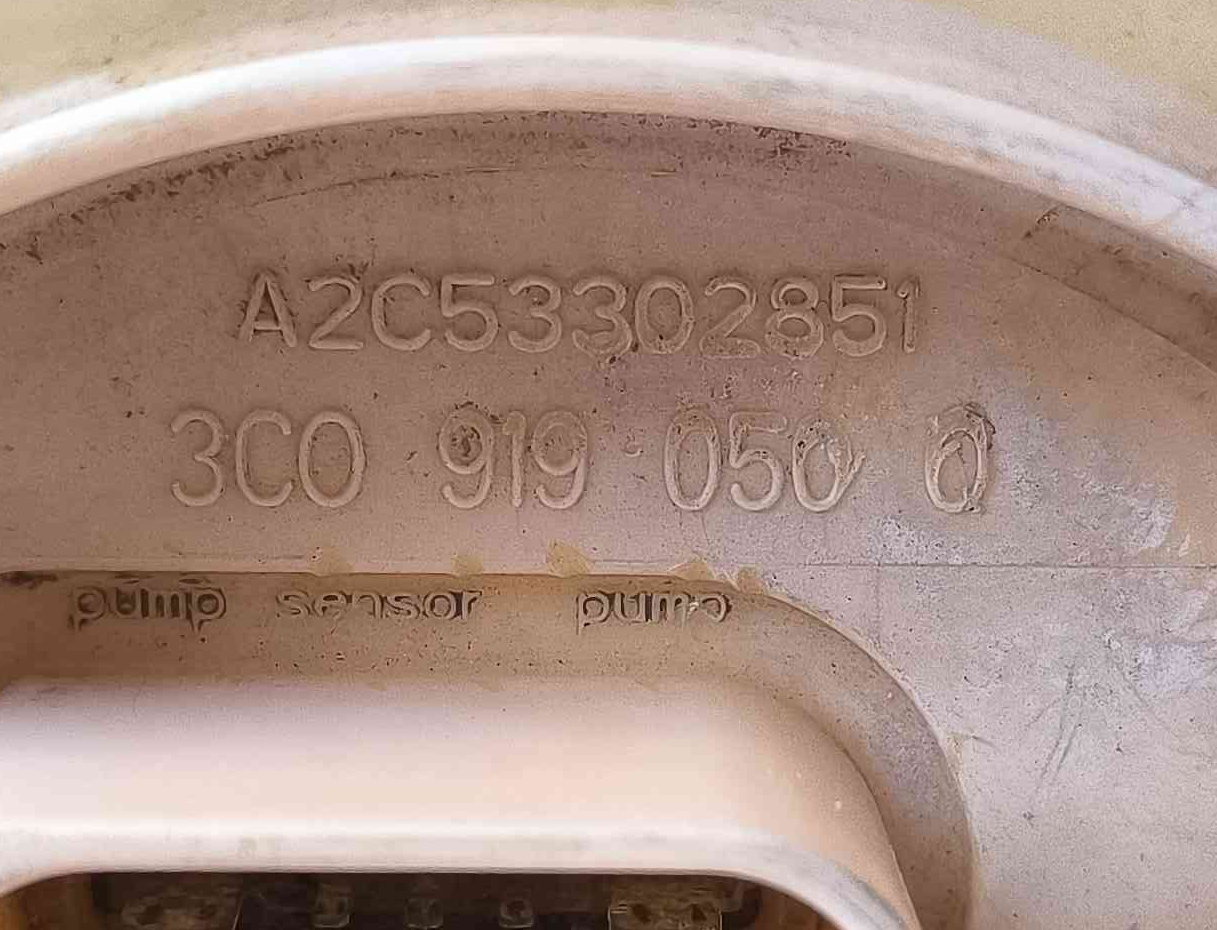 A2C53302851
3C0 919 050 Q
pump sensor pump